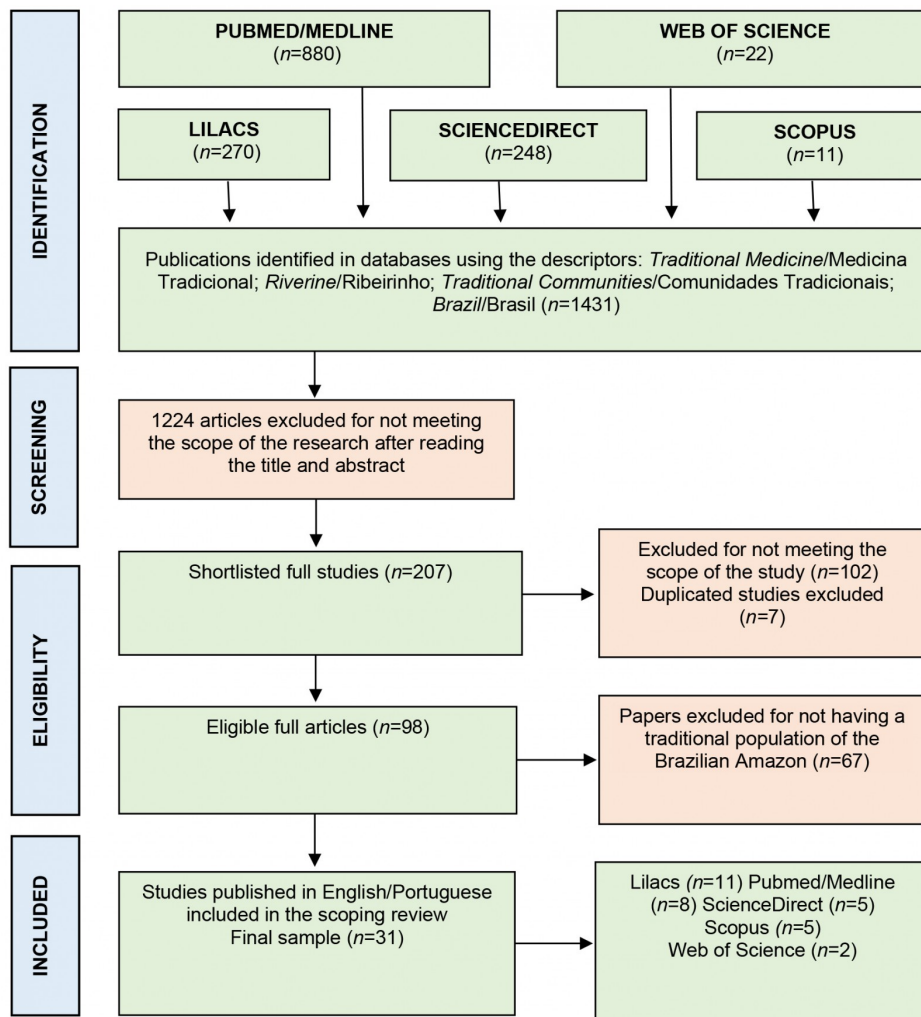 IDENTIFICATION
PUBMED/MEDLINE
(n=880)
WEB OF SCIENCE
(n=22)
LILACS
(n=270)
SCIENCEDIRECT
(n=248)
SCOPUS
(n=11)
Publications identified in databases using the descriptors: Traditional Medicine/Medicina
Tradicional; Riverine/Ribeirinho; Traditional Communities/Comunidades Tradicionais;
Brazil/Brasil (n=1431)
SCREENING
1224 articles excluded for not meeting
the scope of the research after reading
the title and abstract
ELIGIBILITY
Shortlisted full studies (n=207)
Excluded for not meeting the
scope of the study (n=102)
Duplicated studies excluded
(n=7)
Eligible full articles (n=98)
Papers excluded for not having a
traditional population of the
Brazilian Amazon (n=67)
INCLUDED
Studies published in English/Portuguese
included in the scoping review
Final sample (n=31)
Lilacs (n=11) Pubmed/Medline
(n=8) ScienceDirect (n=5)
Scopus (n=5)
Web of Science (n=2)